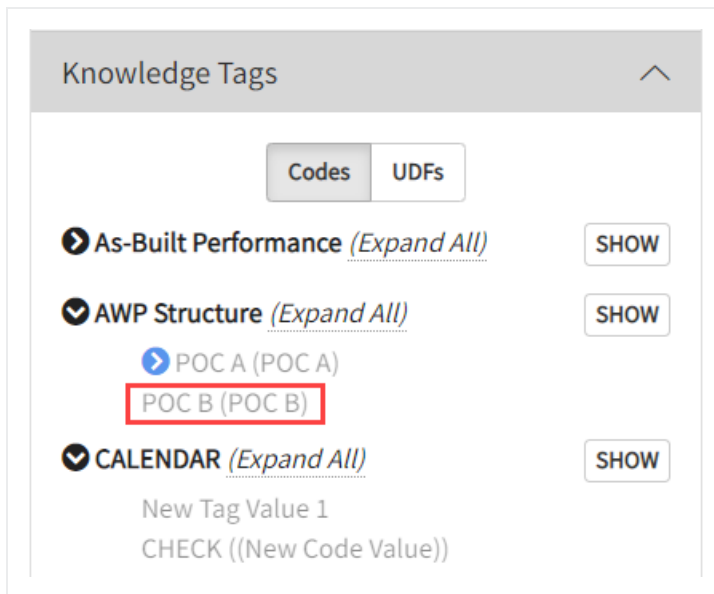 Knowledge Tags
Codes UDFs
As-Built Performance (Expand All) SHOW
AWP Structure (Expand All) SHOW
POC A (POC A)
POC B (POC B)
CALENDAR (Expand All) SHOW
New Tag Value 1
CHECK ((New Code Value))